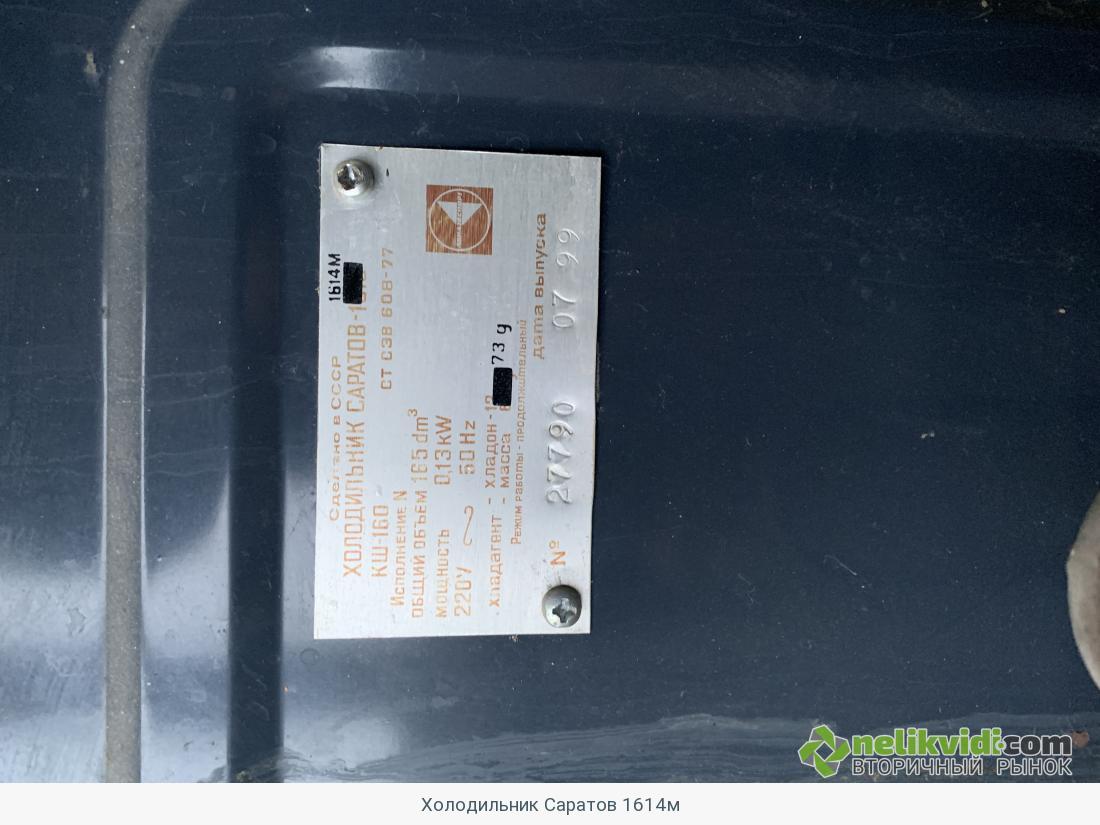 Сделано в СССР
1614М
ХОЛОДИЛЬНИК САРАТОВ-
КШ-160
СТ СЭВ 608-77
Исполнение N
ОБЩИЙ ОБЪЕМ 165 dm³
МОЩНОСТЬ 0,13 KW
220V ~ 50 Hz
хладагент - хладон-12
- масса 73 g
Режим работы - продолжительный
дата выпуска
№ 27790 07 99
nelikvidi.com
ВТОРИЧНЫЙ РЫНОК
Холодильник Саратов 1614м